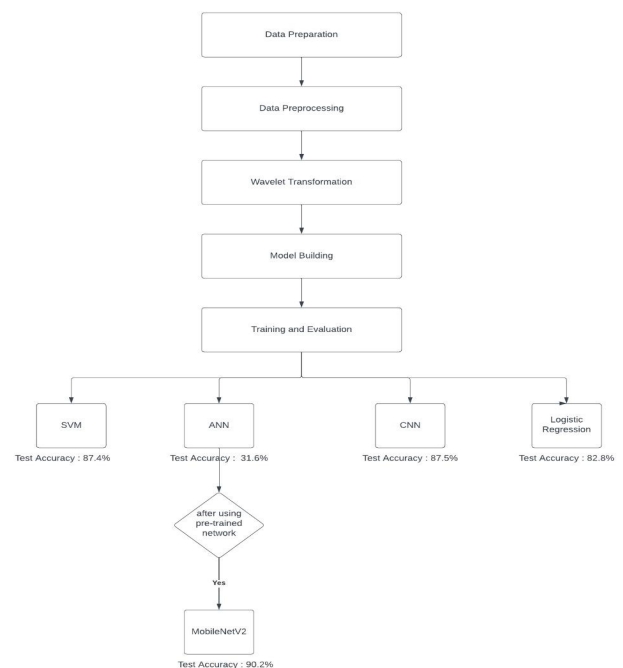 Data Preparation
Data Preprocessing
Wavelet Transformation
Model Building
Training and Evaluation
SVM
Test Accuracy : 87.4%
ANN
Test Accuracy : 31.6%
CNN
Test Accuracy : 87.5%
Logistic
Regression
Test Accuracy : 82.8%
after using
pre-trained
network
Yes
MobileNetV2
Test Accuracy : 90.2%